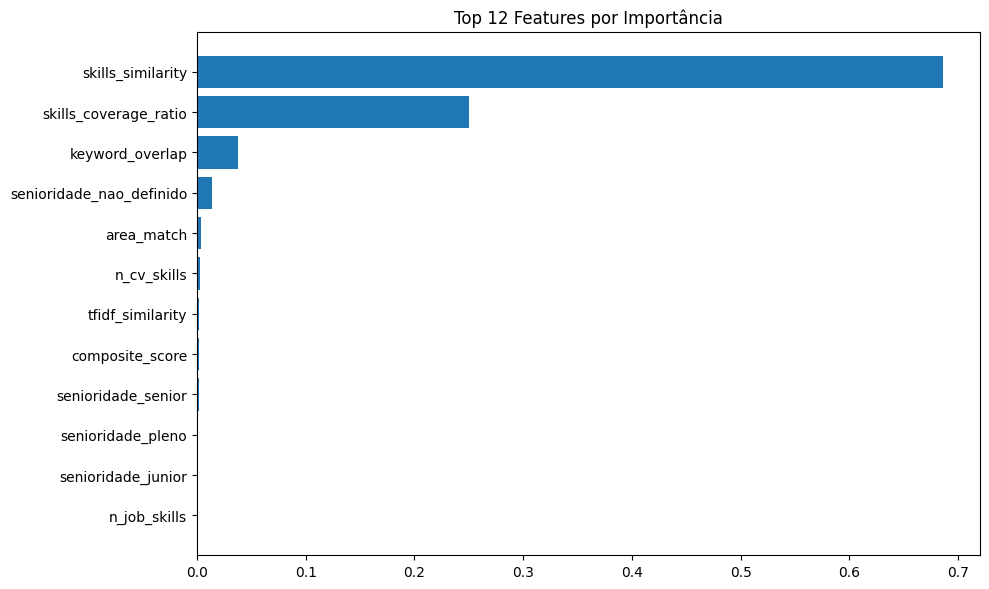 Top 12 Features por Importância
skills_similarity
skills_coverage_ratio
keyword_overlap
senioridade_nao_definido
area_match
n_cv_skills
tfidf_similarity
composite_score
senioridade_senior
senioridade_pleno
senioridade_junior
n_job_skills
0.0 0.1 0.2 0.3 0.4 0.5 0.6 0.7